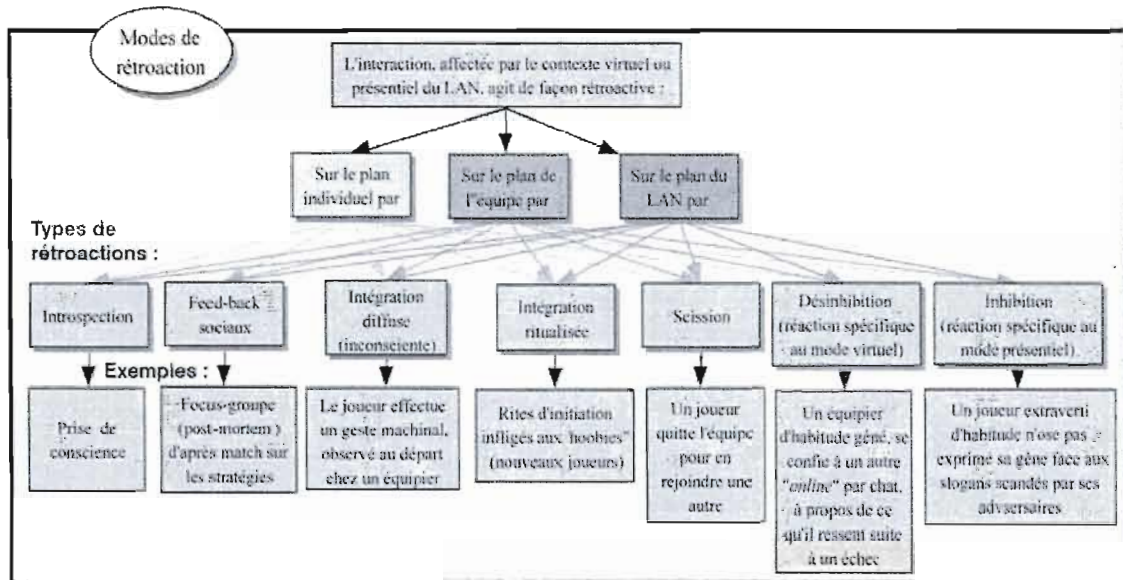 Modes de
rétroaction
L'interaction, affectée par le contexte virtuel ou
présentiel du LAN, agit de façon rétroactive :
Sur le plan
individuel par
Sur le plan de
l'équipe par
Sur le plan du
LAN par
Types de
rétroactions :
Introspection
Feed-back
sociaux
Intégration
diffuse
(inconsciente)
Intégration
ritualisée
Scission
Désinhibition
(réaction spécifique
au mode virtuel)
Inhibition
(réaction spécifique au
mode présentiel)
Exemples :
Prise de
conscience
Focus-groupe
(post-mortem)
d'après match sur
les stratégies
Le joueur effectue
un geste machinal,
observé au départ
chez un équipier
Rites d'initiation
infligés aux "noobies"
(nouveaux joueurs)
Un joueur
quitte l'équipe
pour en
rejoindre une
autre
Un équipier
d'habitude gêné, se
confie à un autre
"online" par chat,
à propos de ce
qu'il ressent suite
à un échec
Un joueur extraverti
d'habitude n'ose pas
exprimé sa gêne face aux
slogans scandés par ses
advsersaires